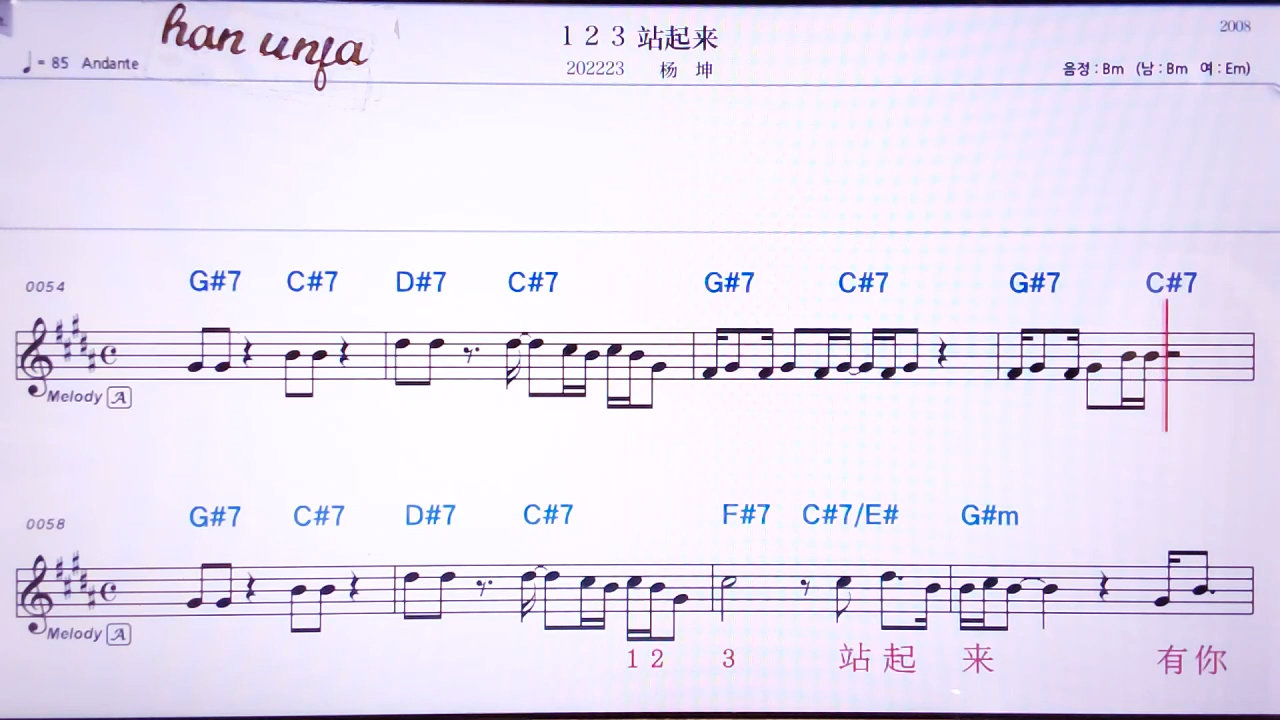 han unja
1 2 3 站起来
2008
♩= 85 Andante
202223 杨 坤
음정 : Bm (남 : Bm 여 : Em)
0054 G#7 C#7 D#7 C#7 G#7 C#7 G#7 C#7
Melody A
0058 G#7 C#7 D#7 C#7 F#7 C#7/E# G#m
Melody A
1 2 3 站 起 来 有 你